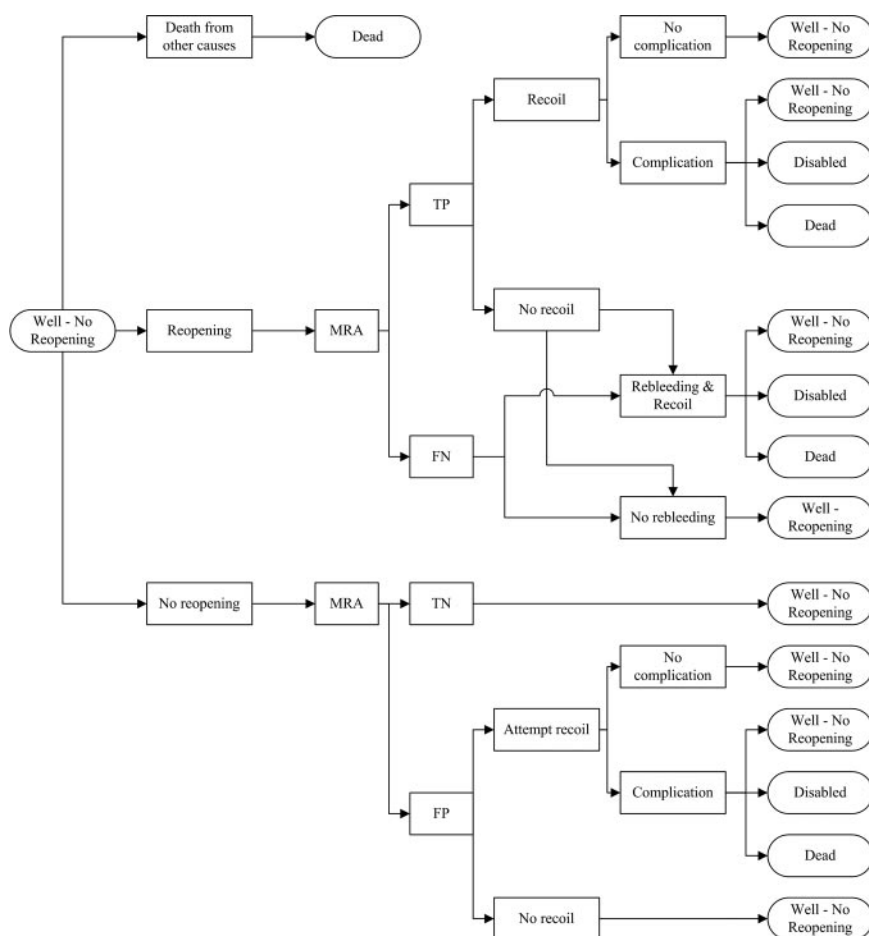 Death from
other causes
Dead
No
complication
Well - No
Reopening
Recoil
Well - No
Reopening
Complication
Disabled
TP
Dead
No recoil
Well - No
Reopening
Well - No
Reopening
Reopening
MRA
Rebleeding &
Recoil
Disabled
FN
Dead
No rebleeding
Well -
Reopening
No reopening
MRA
TN
Well - No
Reopening
No
complication
Well - No
Reopening
Attempt recoil
Well - No
Reopening
Complication
Disabled
FP
Dead
No recoil
Well - No
Reopening